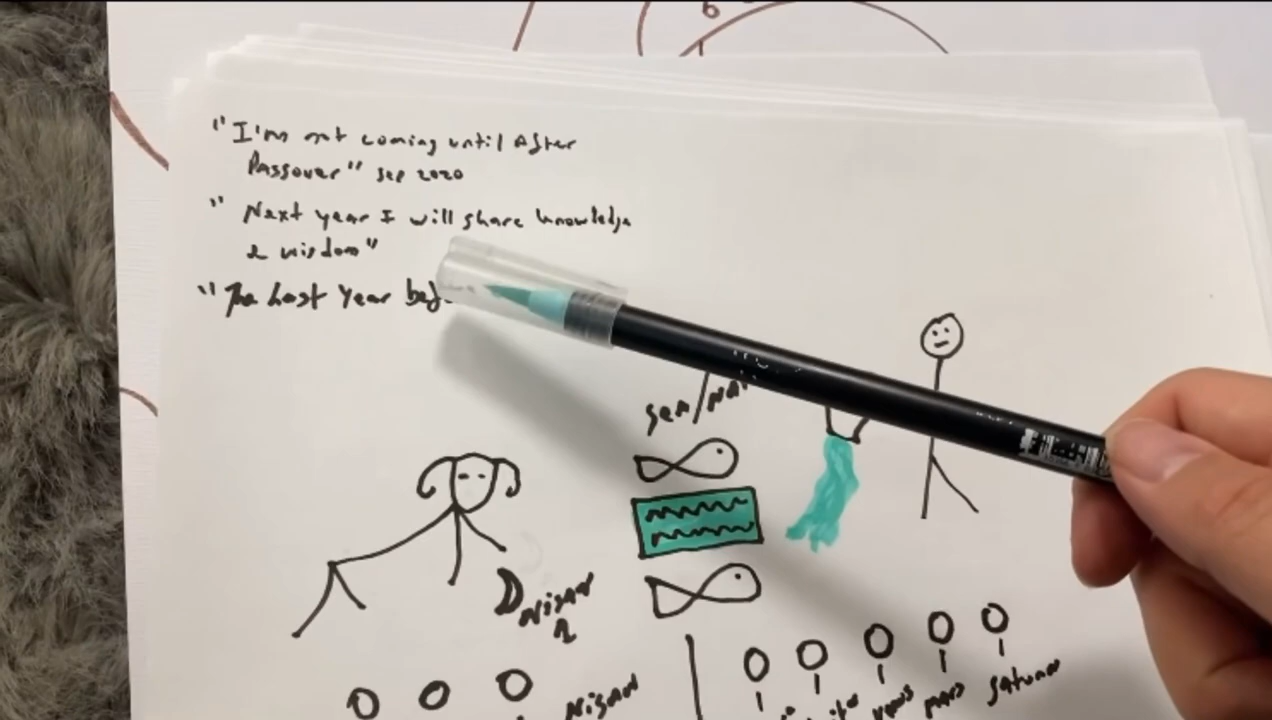 "I'm not coming until After
Passover" sep 2020
" Next year I will share knowledge
& wisdom"
"The Last Year
Sea/
Nisan
Nisan
Venus
Mars
Saturn